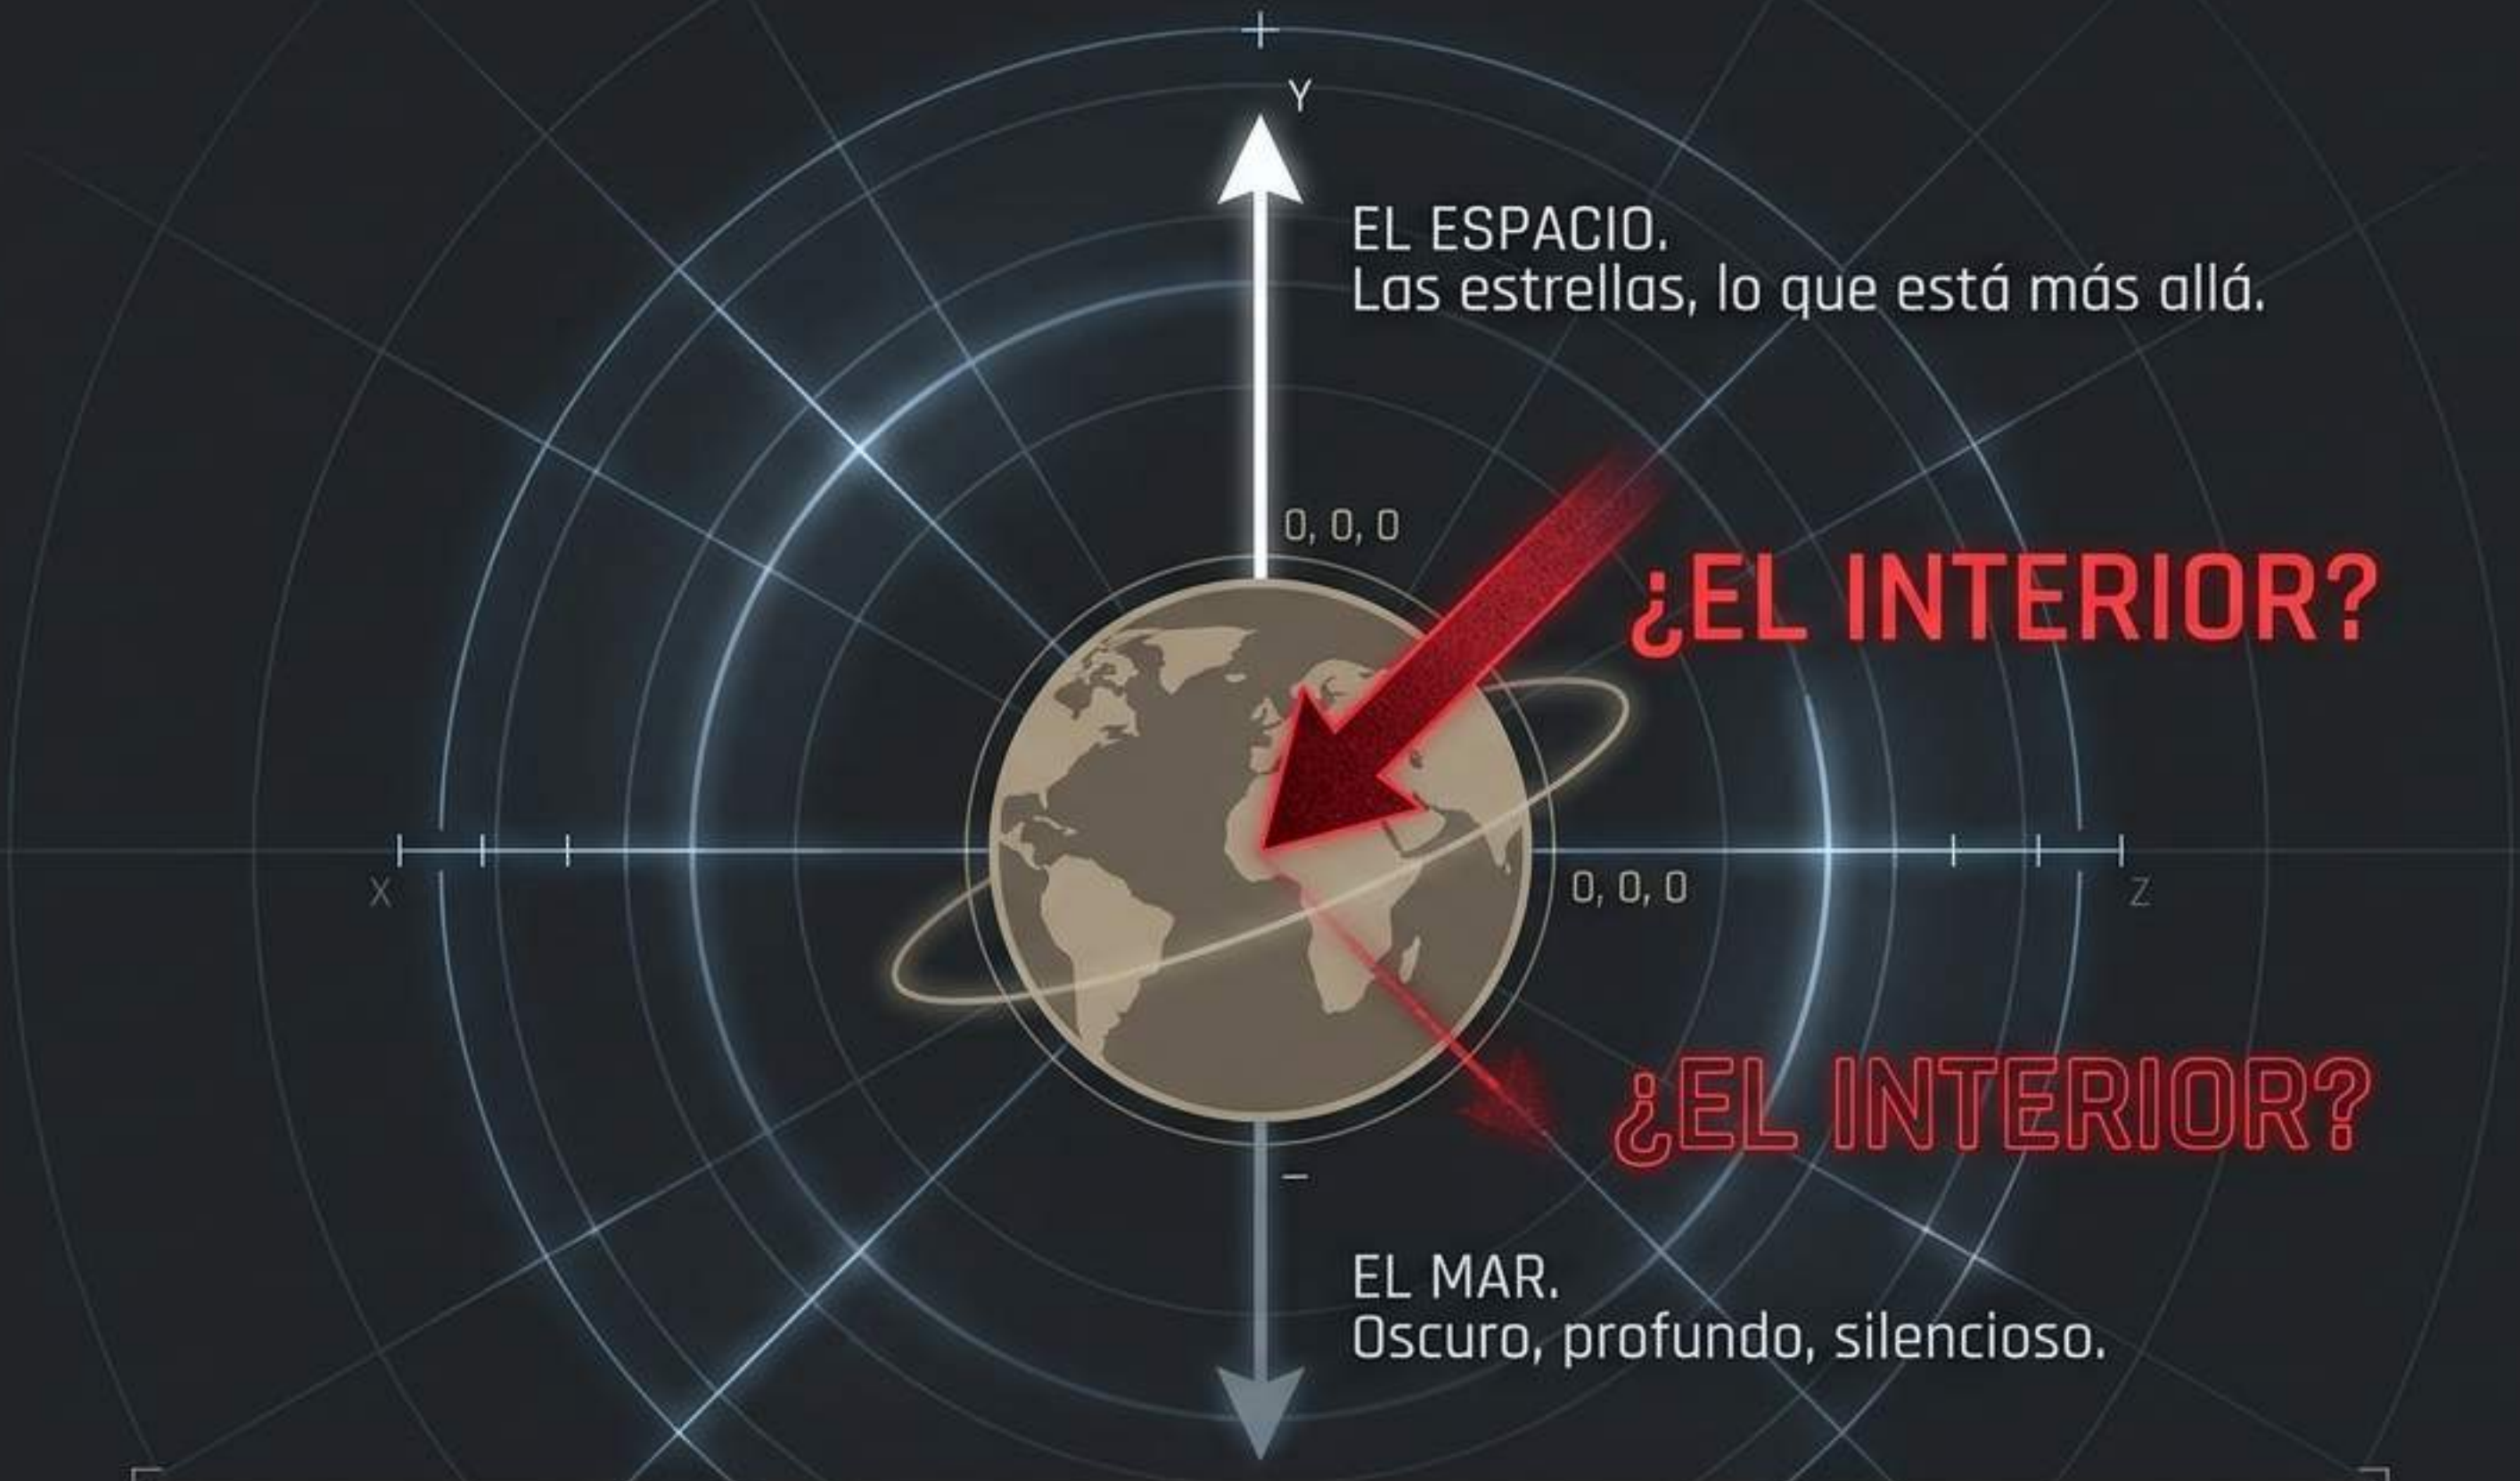 Y
EL ESPACIO.
Las estrellas, lo que está más allá.
0, 0, 0
¿EL INTERIOR?
X
0, 0, 0
Z
¿EL INTERIOR?
EL MAR.
Oscuro, profundo, silencioso.